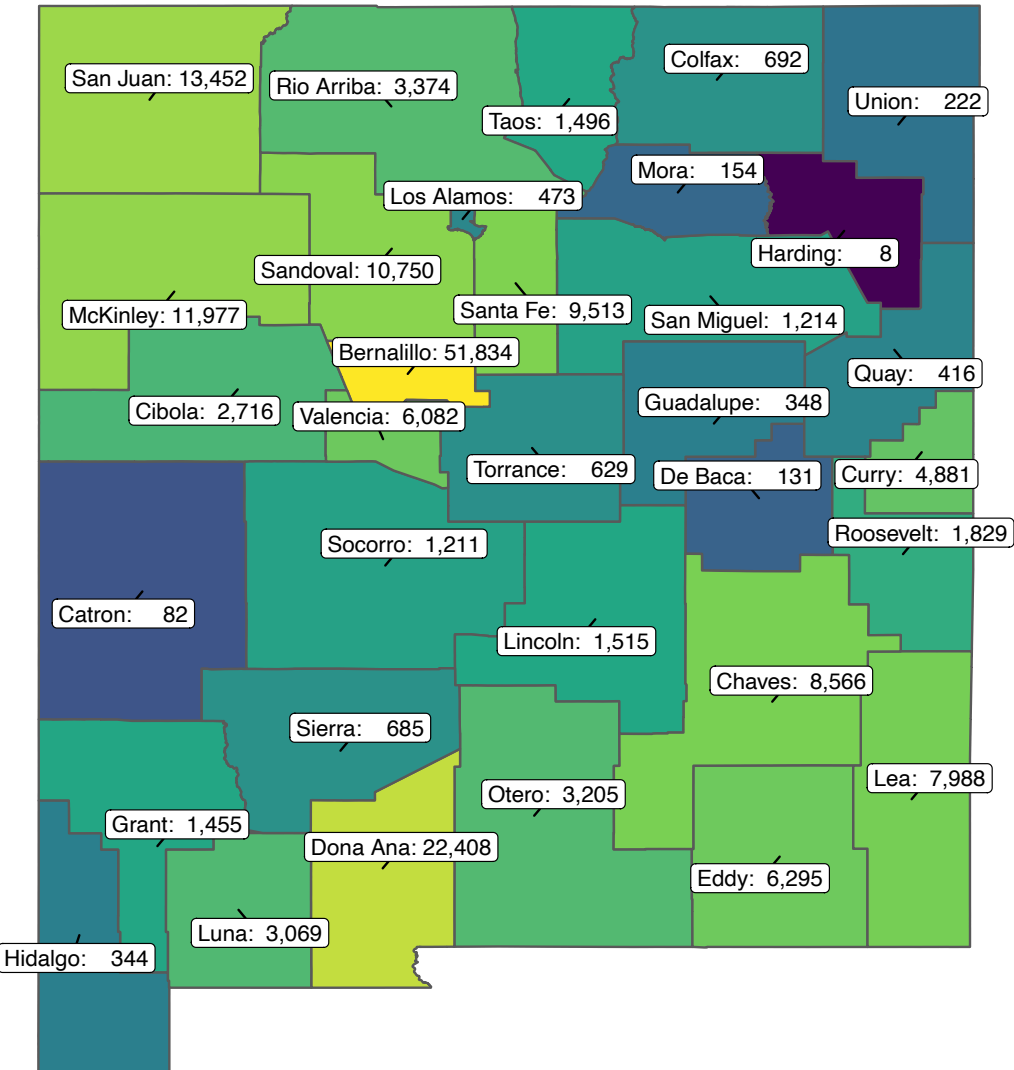 Colfax: 692
San Juan: 13,452
Rio Arriba: 3,374
Union: 222
Taos: 1,496
Mora: 154
Los Alamos: 473
Harding: 8
Sandoval: 10,750
Santa Fe: 9,513
McKinley: 11,977
San Miguel: 1,214
Bernalillo: 51,834
Quay: 416
Guadalupe: 348
Cibola: 2,716
Valencia: 6,082
Torrance: 629
De Baca: 131
Curry: 4,881
Roosevelt: 1,829
Socorro: 1,211
Catron: 82
Lincoln: 1,515
Chaves: 8,566
Sierra: 685
Lea: 7,988
Otero: 3,205
Grant: 1,455
Dona Ana: 22,408
Eddy: 6,295
Luna: 3,069
Hidalgo: 344